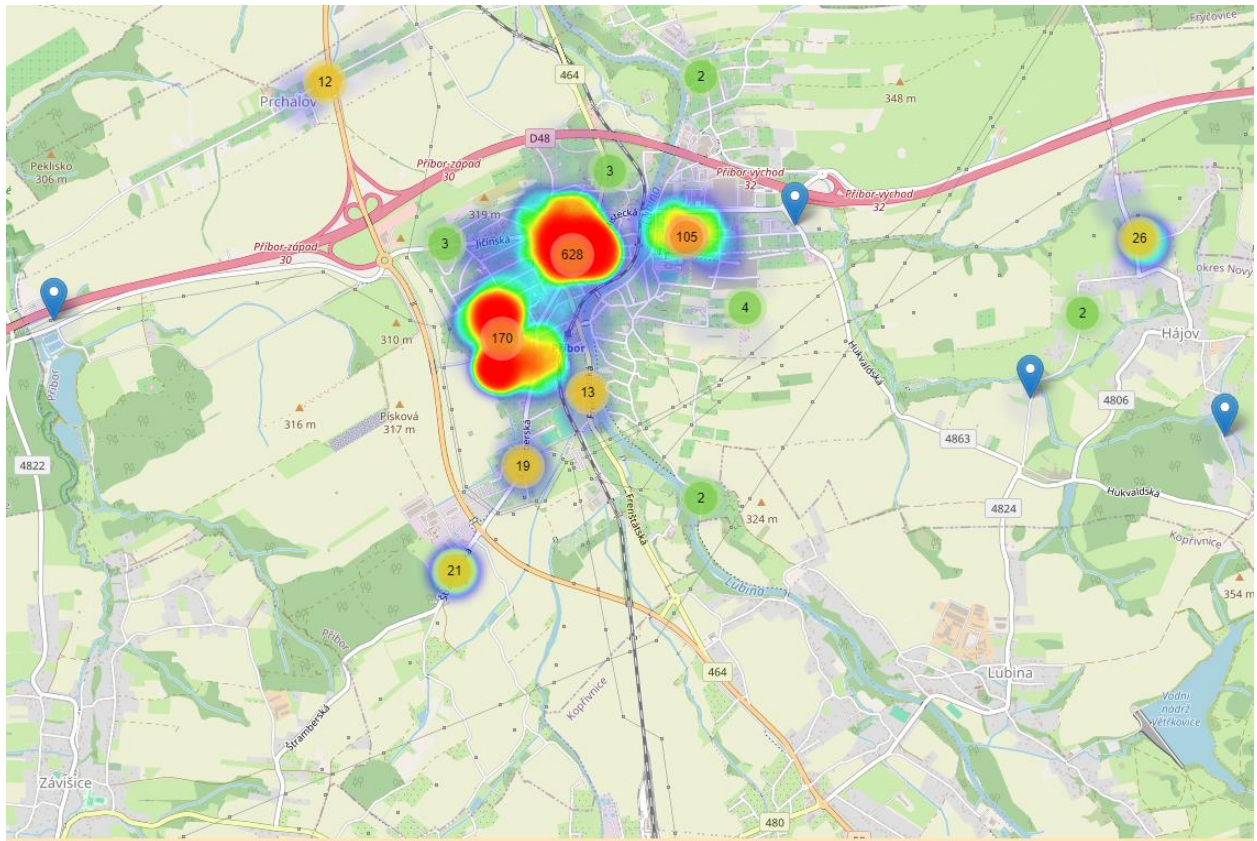 Fryčovice
464
2
12
Prchalov
348 m
D48
Peklisko
306 m
Příbor-západ
30
3
Příbor-východ
32
Příbor-východ
32
319 m
Jičínská
3
628
105
26
Příbor-západ
30
okres Nový
4
2
Hájov
310 m
170
Příbor
Příbor
Hukvaldská
13
4806
316 m
Písková
317 m
4863
4822
19
Hukvaldská
2
324 m
4824
Frenštátská
Kopřivnice
21
Lubina
354 m
Příbor
464
Lubina
Kopřivnice
Vodní
nádrž
Větřkovice
Štramberská
Závišice
480